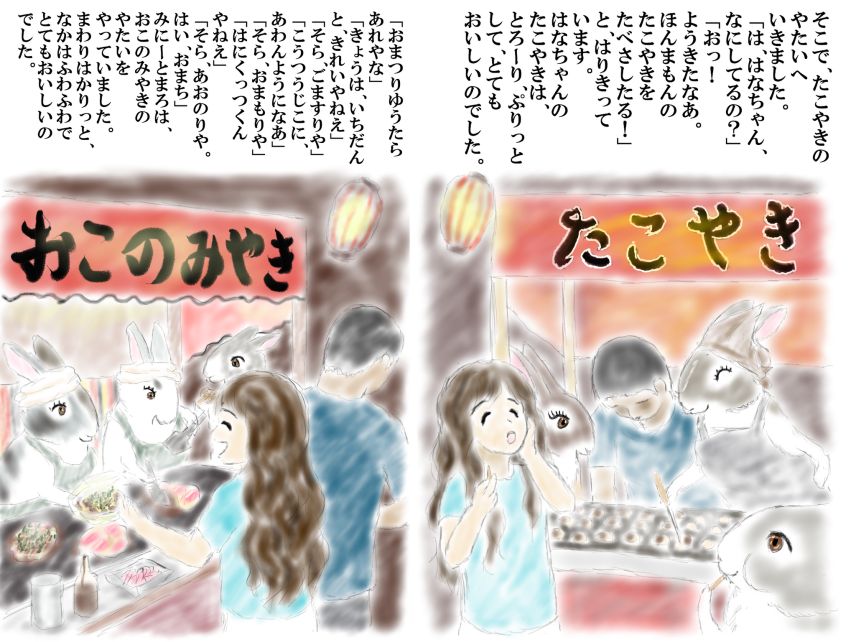 そこで、たこやきの
やたいへ
いきました。
「は、はなちゃん、
なにしてるの？」
「おっ！
ようきたなあ。
ほんまもんの
たこやきを
たべさしたる！」
と、はりきって
います。
はなちゃんの
たこやきは、
とろーり、ぷりっと
して、とても
おいしいのでした。
たこやき
「おまつりゆうたら
あれやな」
「きょうは、いちだん
と、きれいやねえ」
「そら、ごますりや」
「こうつうじこに、
あわんようになあ」
「そら、おまもりや」
「はにくっつくん
やねえ」
「そら、あおのりや。
はい、おまち」
みにーとまろは、
おこのみやきの
やたいを
やっていました。
まわりはかりっと、
なかはふわふわで
とてもおいしいの
でした。
おこのみやき